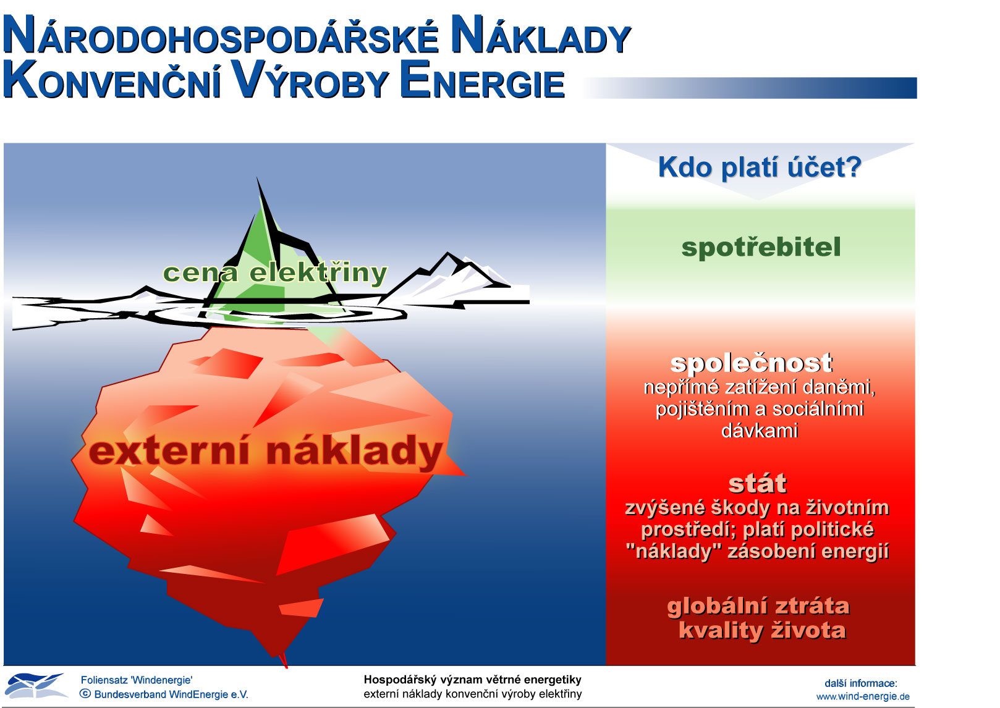 NÁRODOHOSPODÁŘSKÉ NÁKLADY
KONVENČNÍ VÝROBY ENERGIE
Kdo platí účet?
spotřebitel
cena elektřiny
společnost
nepřímé zatížení daněmi,
pojištěním a sociálními
dávkami
externí náklady
stát
zvýšené škody na životním
prostředí; platí politické
"náklady" zásobení energií
globální ztráta
kvality života
Foliensatz 'Windenergie'
© Bundesverband WindEnergie e.V.
Hospodářský význam větrné energetiky
externí náklady konvenční výroby elektřiny
další informace:
www.wind-energie.de